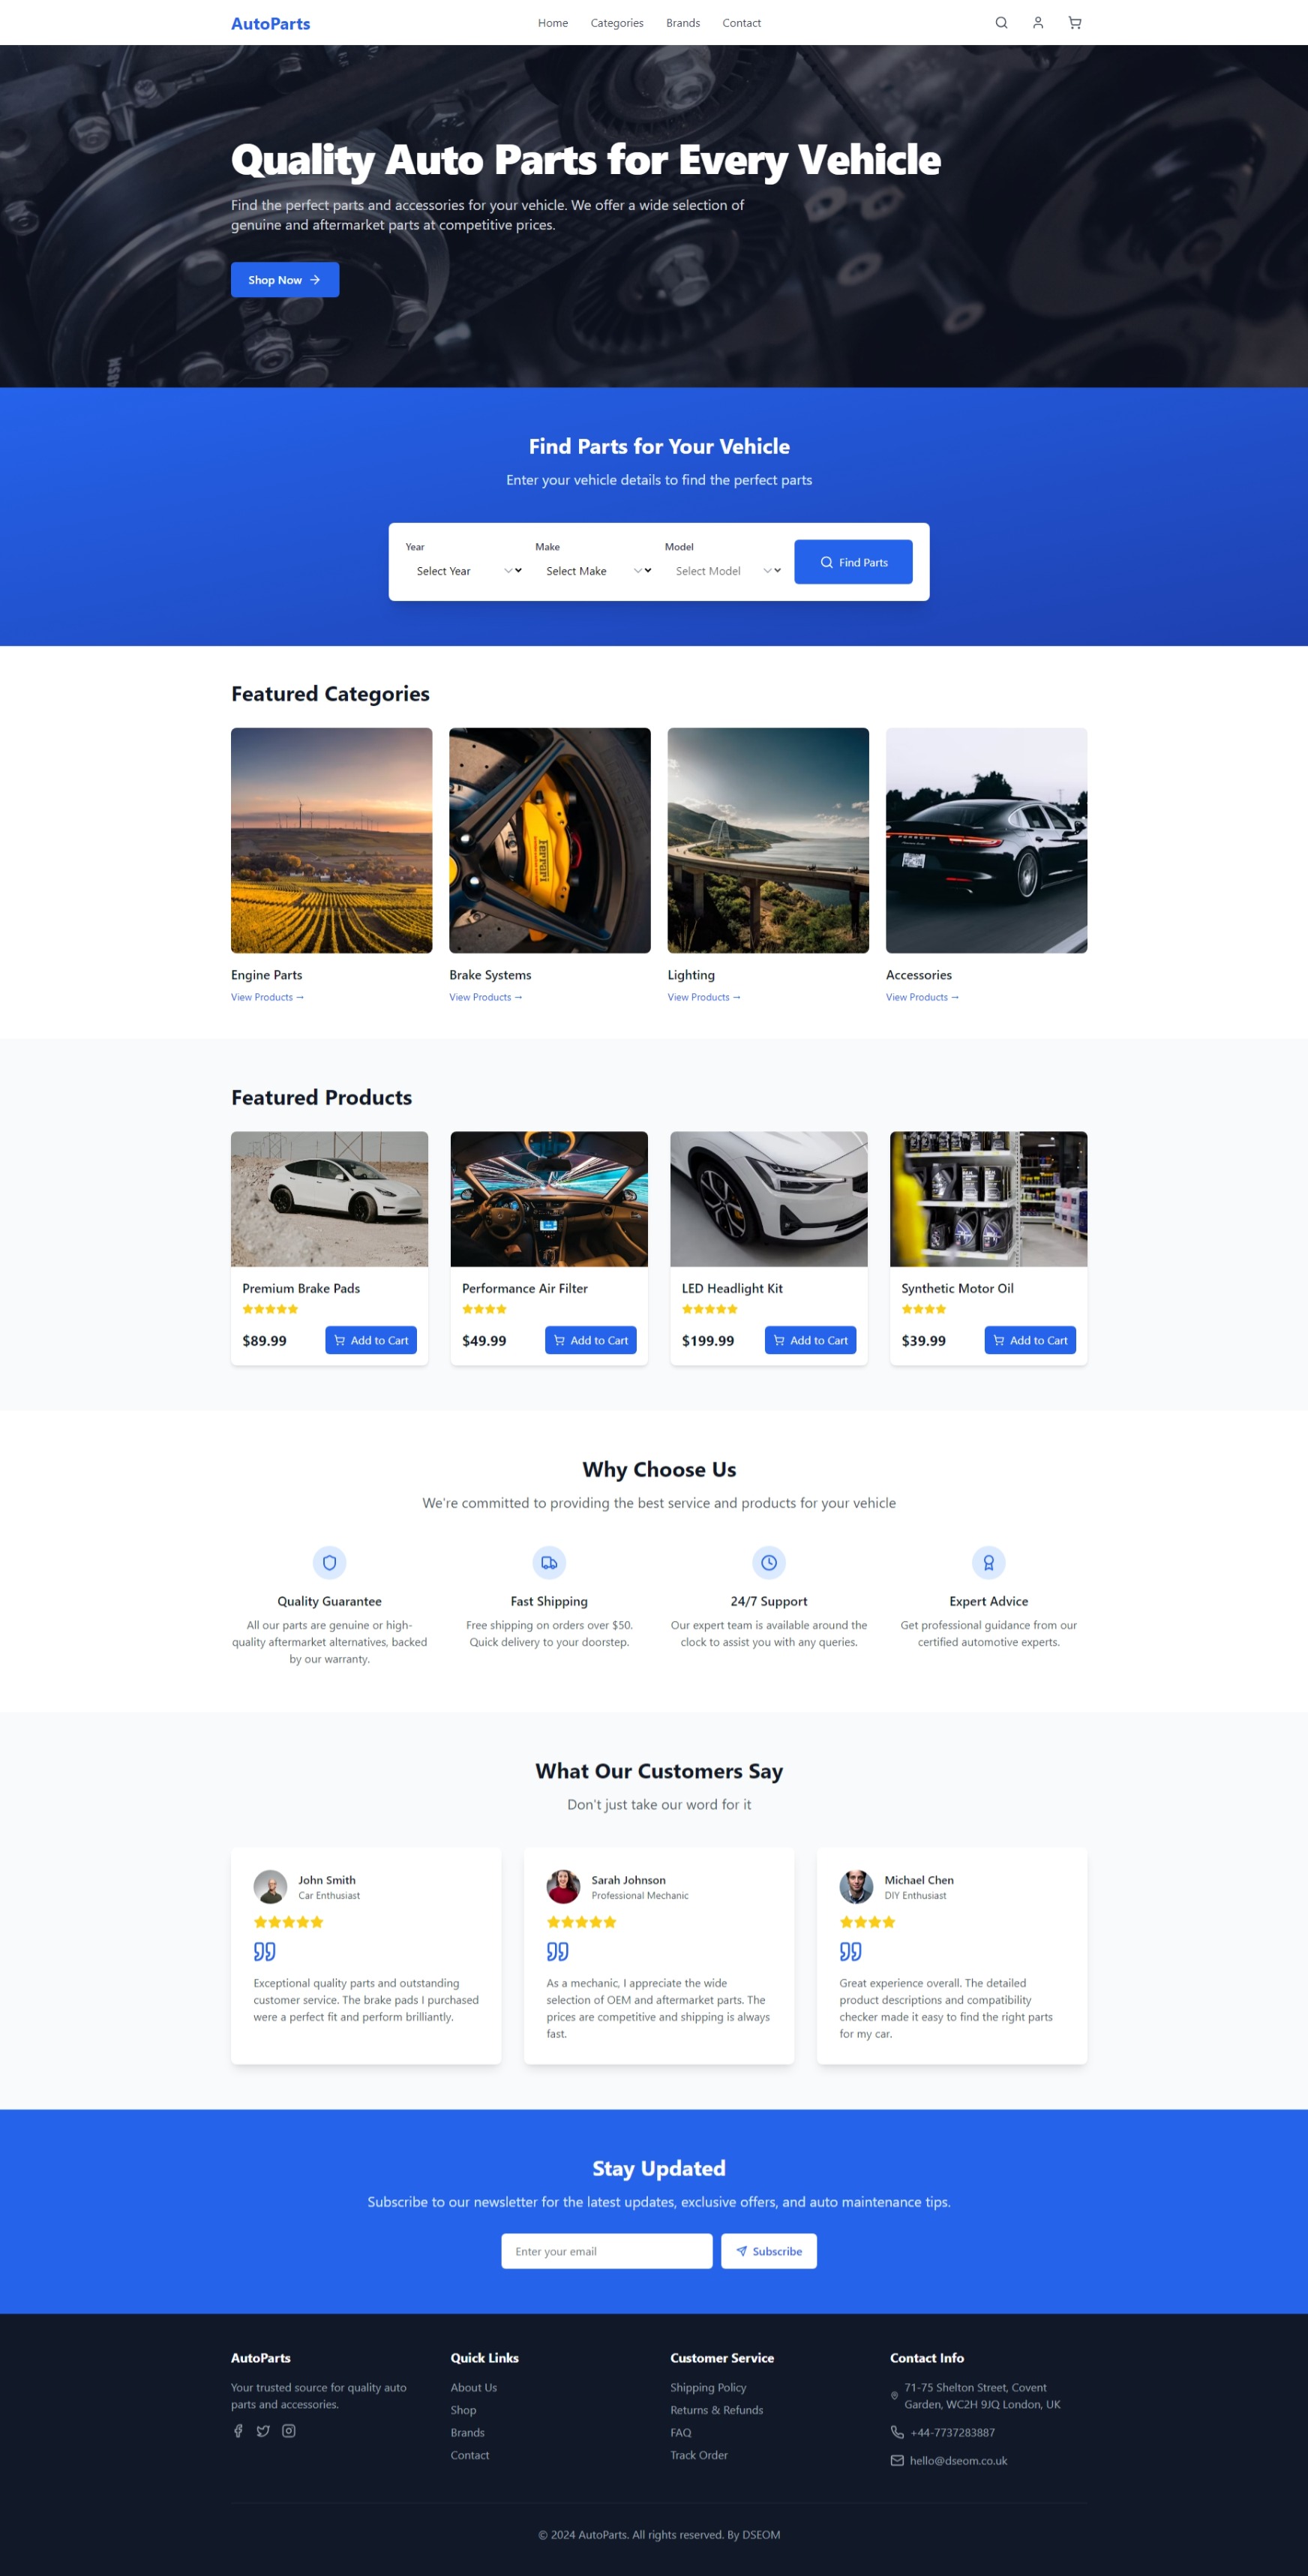 AutoParts
Home Categories Brands Contact
Quality Auto Parts for Every Vehicle
Find the perfect parts and accessories for your vehicle. We offer a wide selection of
genuine and aftermarket parts at competitive prices.
Shop Now →
Find Parts for Your Vehicle
Enter your vehicle details to find the perfect parts
Year Make Model
Select Year Select Make Select Model
Find Parts
Featured Categories
Ferrari
PORSCHE
Engine Parts Brake Systems Lighting Accessories
View Products → View Products → View Products → View Products →
Featured Products
Premium Brake Pads Performance Air Filter LED Headlight Kit Synthetic Motor Oil
$89.99 Add to Cart $49.99 Add to Cart $199.99 Add to Cart $39.99 Add to Cart
Why Choose Us
We're committed to providing the best service and products for your vehicle
Quality Guarantee
All our parts are genuine or high-
quality aftermarket alternatives, backed
by our warranty.
Fast Shipping
Free shipping on orders over $50.
Quick delivery to your doorstep.
24/7 Support
Our expert team is available around the
clock to assist you with any queries.
Expert Advice
Get professional guidance from our
certified automotive experts.
What Our Customers Say
Don't just take our word for it
John Smith
Car Enthusiast
Exceptional quality parts and outstanding
customer service. The brake pads I purchased
were a perfect fit and perform brilliantly.
Sarah Johnson
Professional Mechanic
As a mechanic, I appreciate the wide
selection of OEM and aftermarket parts. The
prices are competitive and shipping is always
fast.
Michael Chen
DIY Enthusiast
Great experience overall. The detailed
product descriptions and compatibility
checker made it easy to find the right parts
for my car.
Stay Updated
Subscribe to our newsletter for the latest updates, exclusive offers, and auto maintenance tips.
Enter your email Subscribe
AutoParts
Your trusted source for quality auto
parts and accessories.
Quick Links
About Us
Shop
Brands
Contact
Customer Service
Shipping Policy
Returns & Refunds
FAQ
Track Order
Contact Info
71-75 Shelton Street, Covent
Garden, WC2H 9JQ London, UK
+44-7737283887
hello@dseom.co.uk
© 2024 AutoParts. All rights reserved. By DSEOM